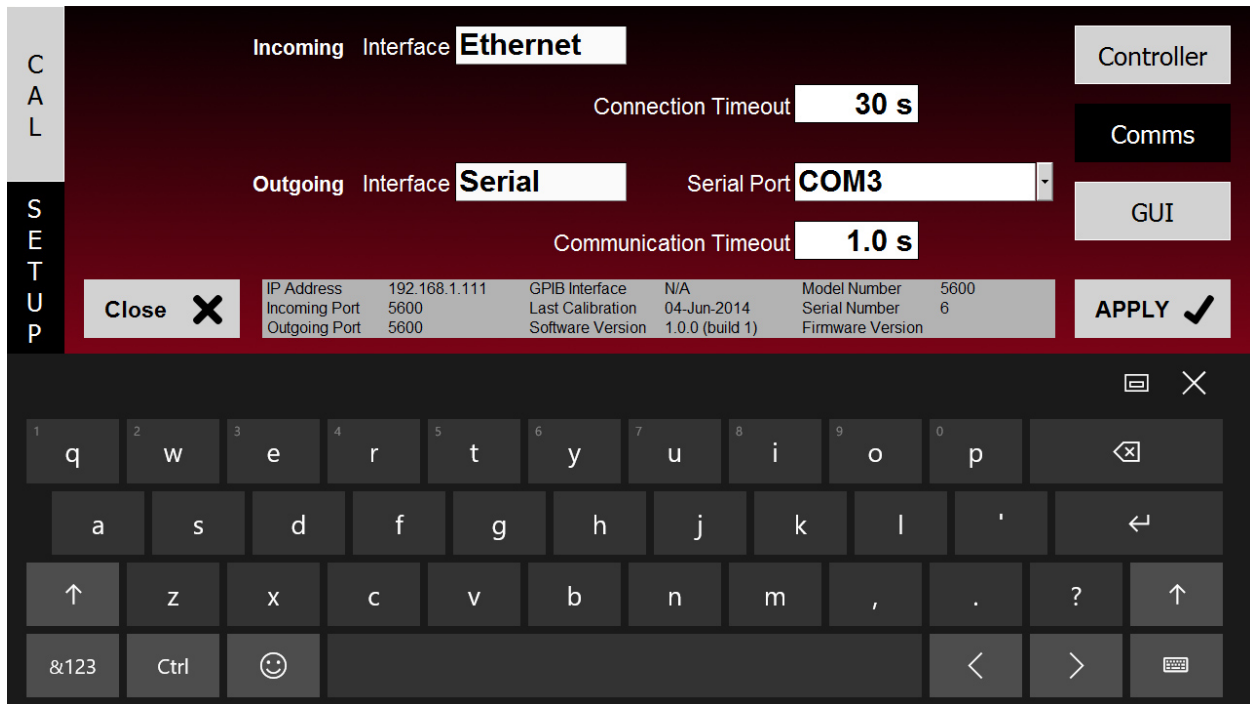 CAL
SETUP
Incoming Interface Ethernet
Connection Timeout 30 s
Outgoing Interface Serial Serial Port COM3
Communication Timeout 1.0 s
Controller
Comms
GUI
Close
IP Address 192.168.1.111 GPIB Interface N/A Model Number 5600
Incoming Port 5600 Last Calibration 04-Jun-2014 Serial Number 6
Outgoing Port 5600 Software Version 1.0.0 (build 1) Firmware Version
APPLY
1 q 2 w 3 e 4 r 5 t 6 y 7 u 8 i 9 o 0 p
a s d f g h j k l '
z x c v b n m , . ?
&123 Ctrl